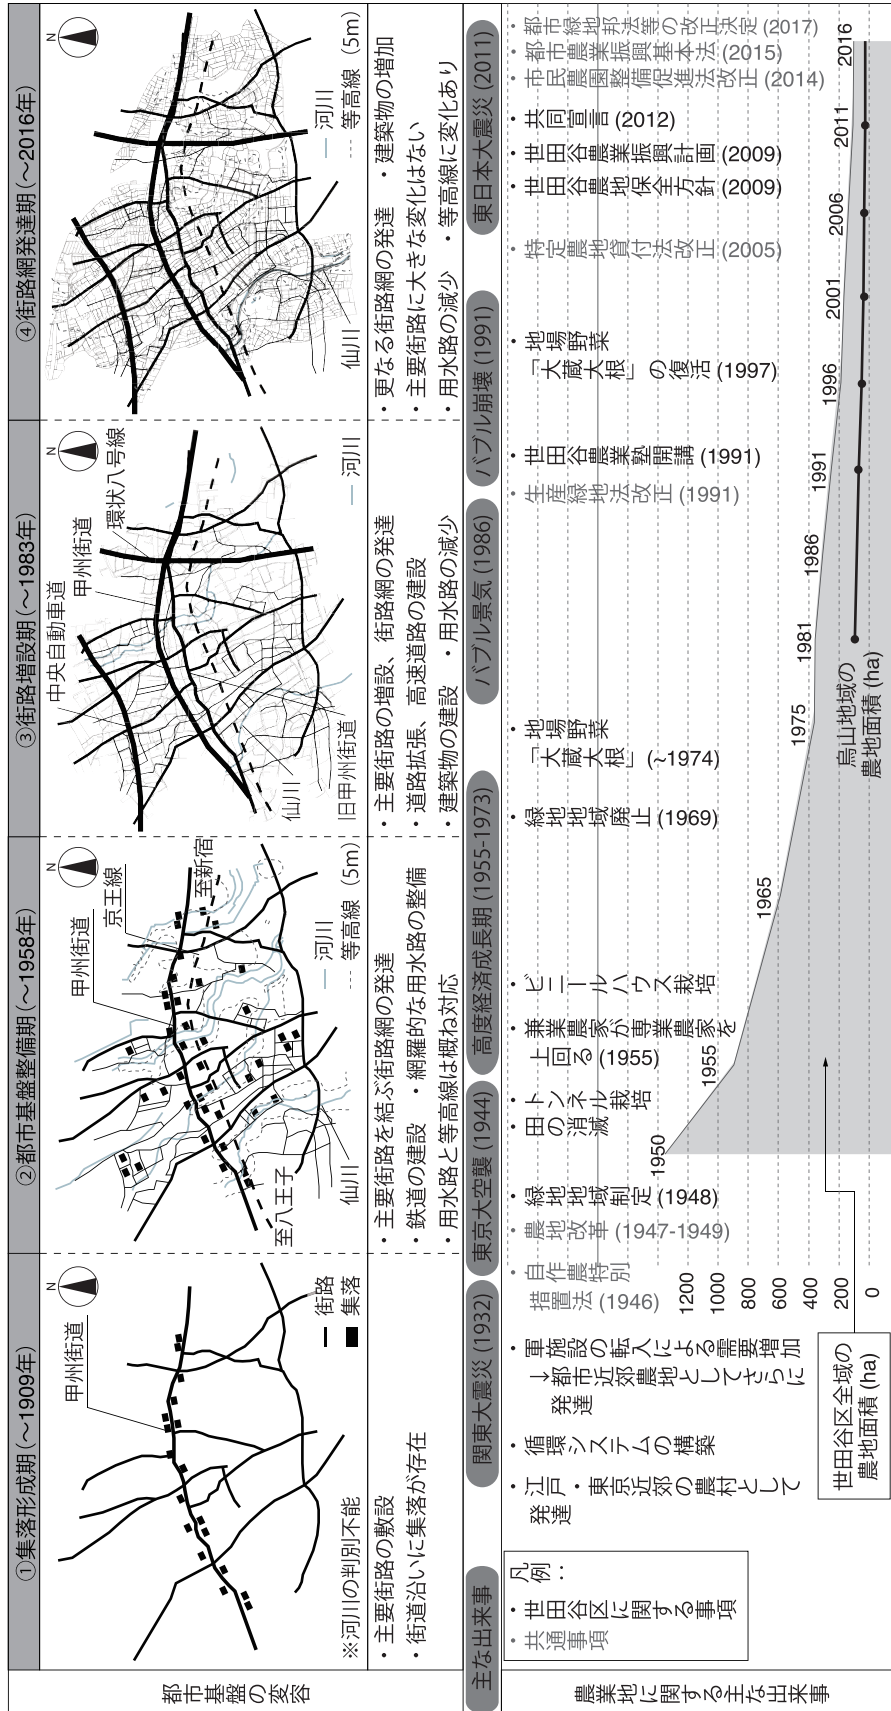 都市基盤の変容
①集落形成期(～1909年)
N
甲州街道
街路
集落
※河川の判別不能
・主要街路の敷設
・街道沿いに集落が存在
②都市基盤整備期(～1958年)
N
甲州街道
京王線
至新宿
至八王子
仙川
河川
等高線（5m）
・主要街路を結ぶ街路網の発達
・鉄道の建設　・網羅的な用水路の整備
・用水路と等高線は概ね対応
③街路増設期(～1983年)
N
中央自動車道
甲州街道
環状八号線
仙川
旧甲州街道
河川
・主要街路の増設、街路網の発達
・道路拡張、高速道路の建設
・建築物の建設　・用水路の減少
④街路網発達期(～2016年)
N
仙川
河川
等高線（5m）
・更なる街路網の発達　・建築物の増加
・主要街路に大きな変化はない
・用水路の減少　・等高線に変化あり
主な出来事
関東大震災(1932)
東京大空襲(1944)
高度経済成長期(1955-1973)
バブル景気(1986)
バブル崩壊(1991)
東日本大震災(2011)
農業地に関する主な出来事
凡例：
・世田谷区に関する事項
・共通事項
・江戸・東京近郊の農村として
発達
・循環システムの構築
・軍施設の転入による需要増加
→都市近郊農地としてさらに
発達
・自作農特別
措置法(1946)
・農地改革(1947-1949)
・緑地地域制定(1948)
・田の消滅
・トンネル栽培
・兼業農家が専業農家を
上回る(1955)
・ビニールハウス栽培
・緑地地域廃止(1969)
・地場野菜
「大蔵大根」(~1974)
・生産緑地法改正(1991)
・世田谷農業塾開講(1991)
・地場野菜
「大蔵大根」の復活(1997)
・特定農地貸付法改正(2005)
・世田谷農地保全方針(2009)
・世田谷農業振興計画(2009)
・共同宣言(2012)
・市民農園整備促進法改正(2014)
・都市農業振興基本法(2015)
・都市緑地邦法等の改正決定(2017)
1200
1000
800
600
400
200
0
1950
1955
1965
1975
1981
1986
1991
1996
2001
2006
2011
2016
世田谷区全域の
農地面積(ha)
烏山地域の
農地面積(ha)